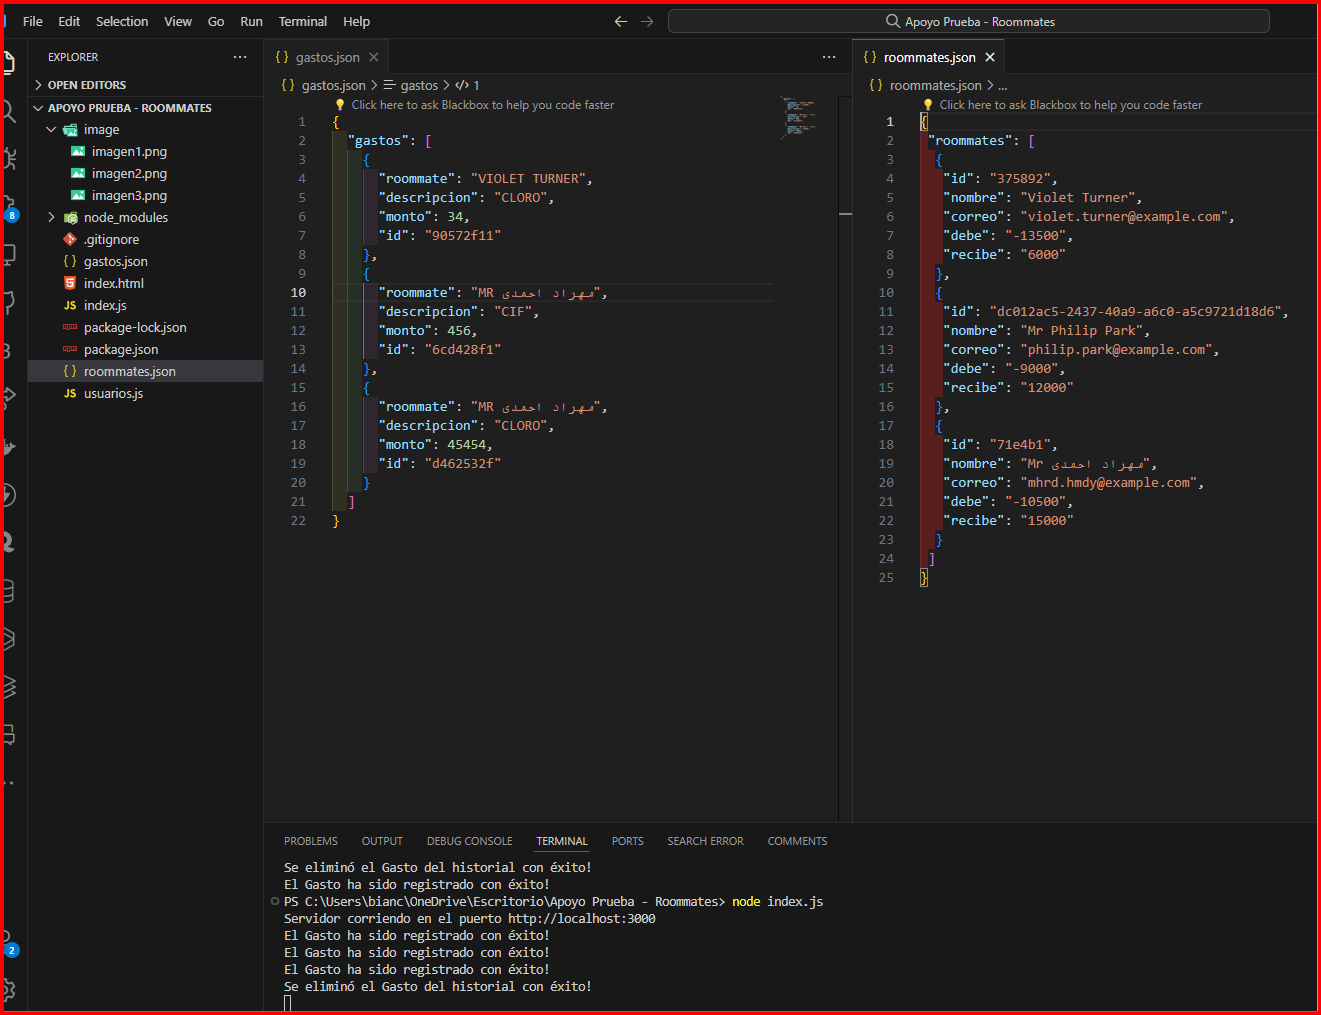 File Edit Selection View Go Run Terminal Help
Apoyo Prueba - Roommates
EXPLORER
OPEN EDITORS
APOYO PRUEBA - ROOMMATES
image
imagen1.png
imagen2.png
imagen3.png
node_modules
.gitignore
gastos.json
index.html
JS index.js
package-lock.json
package.json
roommates.json
JS usuarios.js
8
2
{} gastos.json
{} gastos.json > gastos > 1
Click here to ask Blackbox to help you code faster
1 {
2 "gastos": [
3 {
4 "roommate": "VIOLET TURNER",
5 "descripcion": "CLORO",
6 "monto": 34,
7 "id": "90572f11"
8 },
9 {
10 "roommate": "MR مهراد احمدی",
11 "descripcion": "CIF",
12 "monto": 456,
13 "id": "6cd428f1"
14 },
15 {
16 "roommate": "MR مهراد احمدی",
17 "descripcion": "CLORO",
18 "monto": 45454,
19 "id": "d462532f"
20 }
21 ]
22 }
{} roommates.json
{} roommates.json > ...
Click here to ask Blackbox to help you code faster
1 {
2 "roommates": [
3 {
4 "id": "375892",
5 "nombre": "Violet Turner",
6 "correo": "violet.turner@example.com",
7 "debe": "-13500",
8 "recibe": "6000"
9 },
10 {
11 "id": "dc012ac5-2437-40a9-a6c0-a5c9721d18d6",
12 "nombre": "Mr Philip Park",
13 "correo": "philip.park@example.com",
14 "debe": "-9000",
15 "recibe": "12000"
16 },
17 {
18 "id": "71e4b1",
19 "nombre": "Mr مهراد احمدی",
20 "correo": "mhrd.hmdy@example.com",
21 "debe": "-10500",
22 "recibe": "15000"
23 }
24 ]
25 }
PROBLEMS OUTPUT DEBUG CONSOLE TERMINAL PORTS SEARCH ERROR COMMENTS
Se eliminó el Gasto del historial con éxito!
El Gasto ha sido registrado con éxito!
PS C:\Users\bianc\OneDrive\Escritorio\Apoyo Prueba - Roommates> node index.js
Servidor corriendo en el puerto http://localhost:3000
El Gasto ha sido registrado con éxito!
El Gasto ha sido registrado con éxito!
El Gasto ha sido registrado con éxito!
Se eliminó el Gasto del historial con éxito!